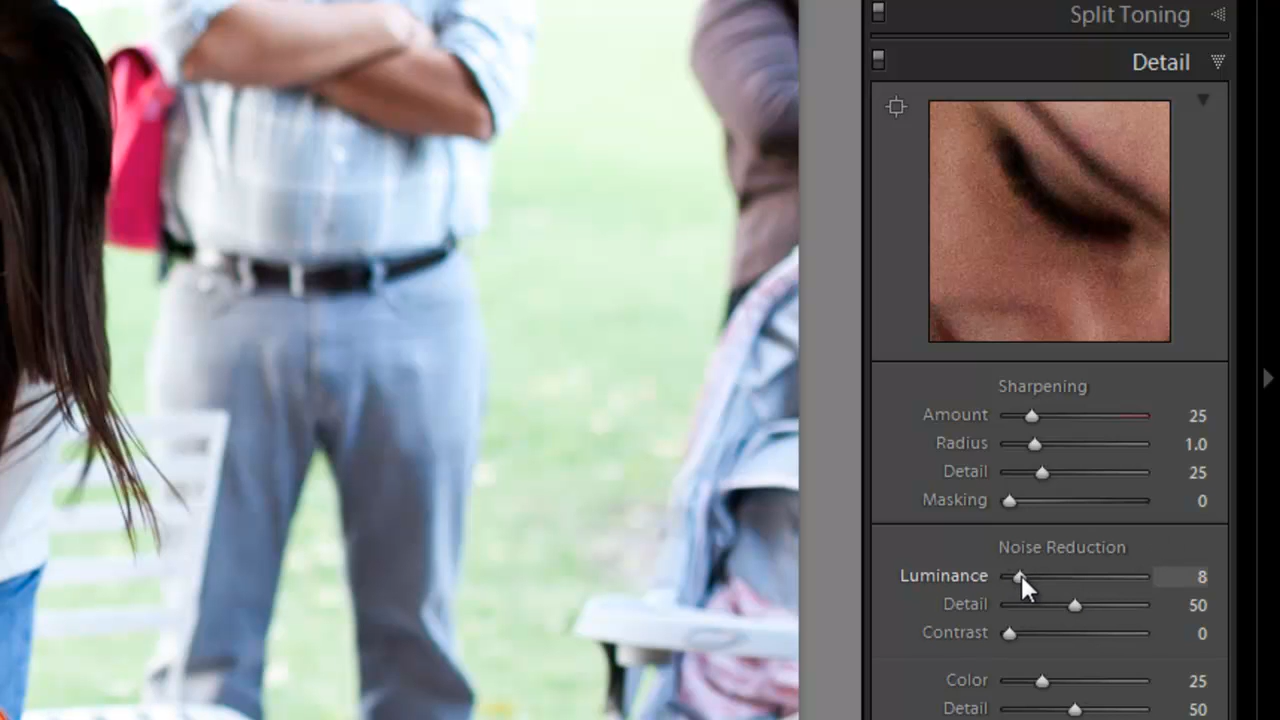 Split Toning
Detail
Sharpening
Amount 25
Radius 1.0
Detail 25
Masking 0
Noise Reduction
Luminance 8
Detail 50
Contrast 0
Color 25
Detail 50